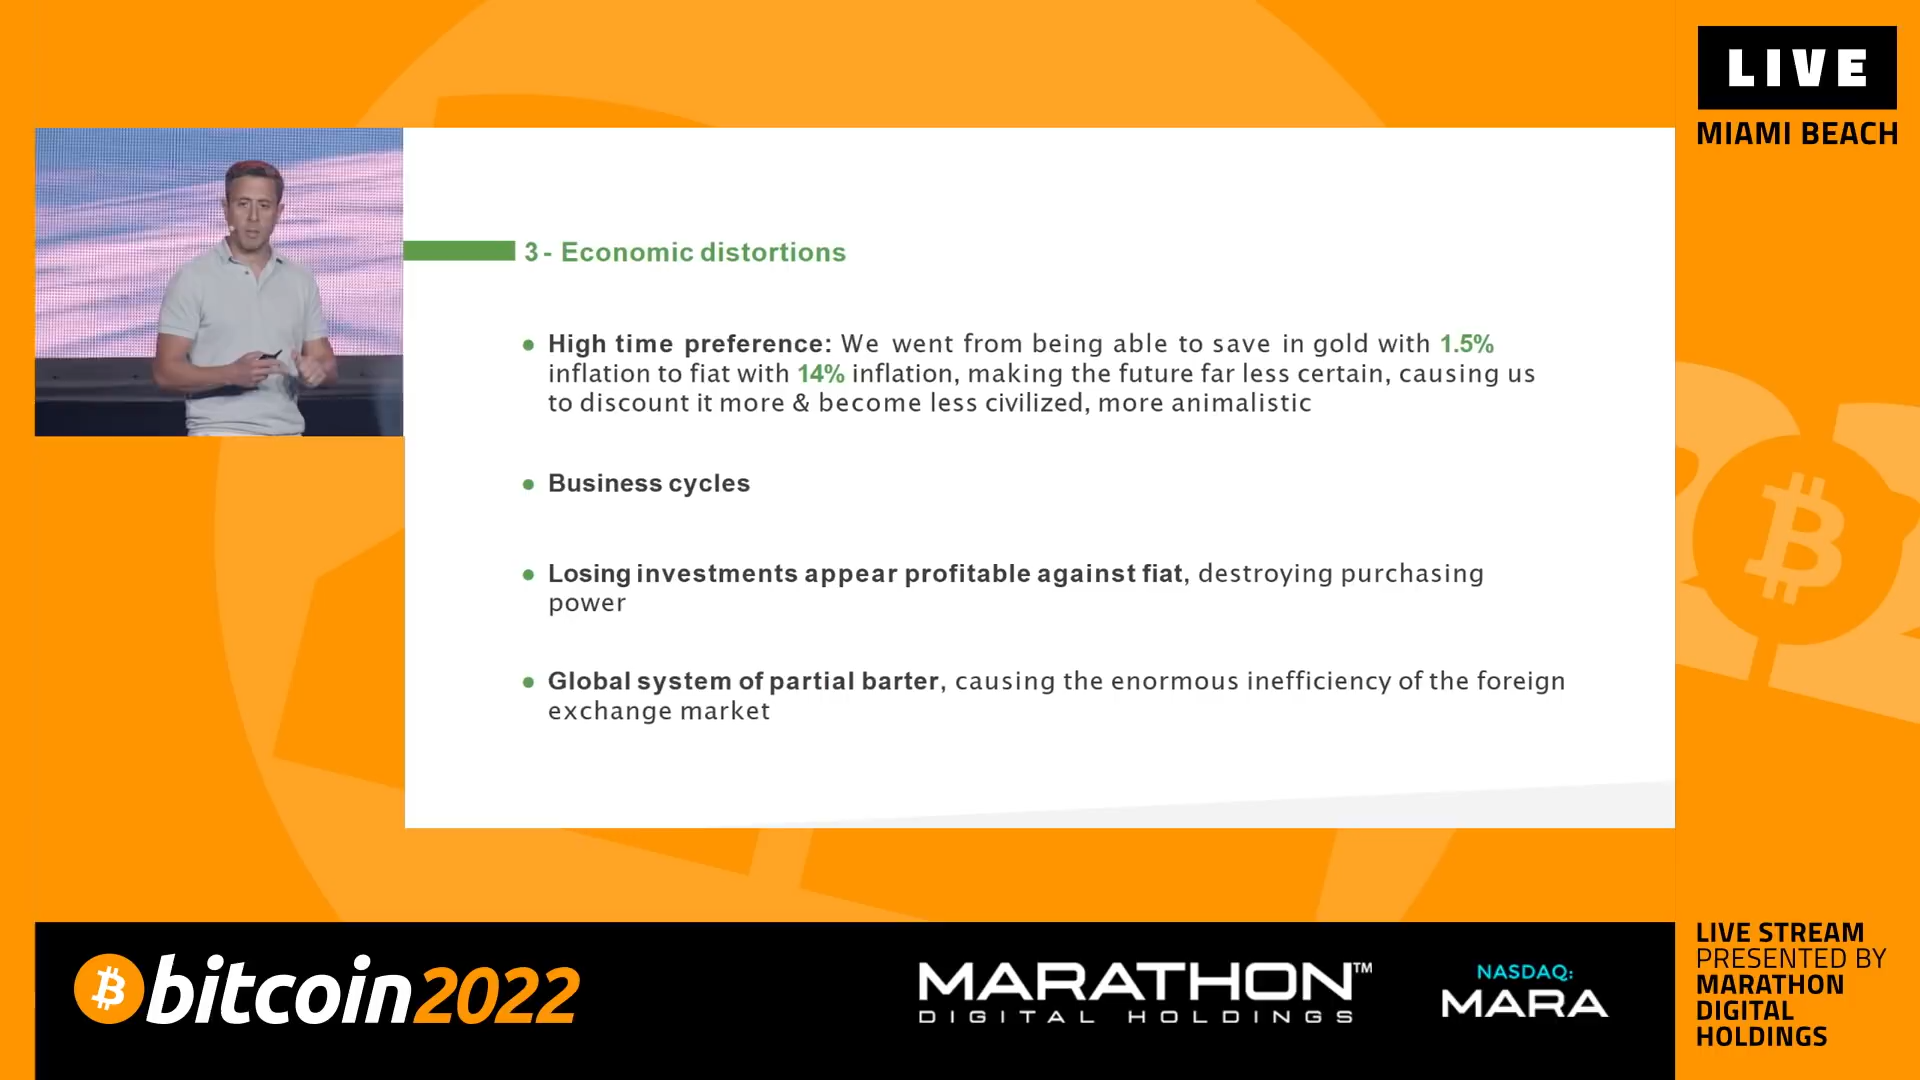 LIVE
MIAMI BEACH
3 - Economic distortions
• High time preference: We went from being able to save in gold with 1.5%
inflation to fiat with 14% inflation, making the future far less certain, causing us
to discount it more & become less civilized, more animalistic
• Business cycles
• Losing investments appear profitable against fiat, destroying purchasing
power
• Global system of partial barter, causing the enormous inefficiency of the foreign
exchange market
bitcoin 2022
MARATHON™
DIGITAL HOLDINGS
NASDAQ:
MARA
LIVE STREAM
PRESENTED BY
MARATHON
DIGITAL
HOLDINGS